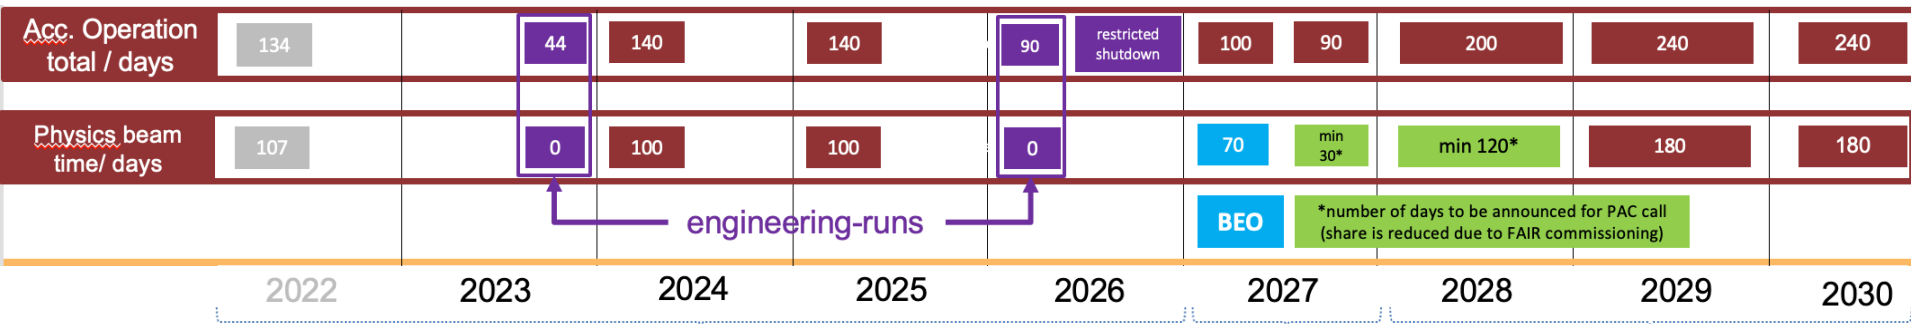 Acc. Operation
total / days
134
44
140
140
90
restricted
shutdown
100
90
200
240
240
Physics beam
time/ days
107
0
100
100
0
70
min
30*
min 120*
180
180
engineering-runs
BEO
*number of days to be announced for PAC call
(share is reduced due to FAIR commissioning)
2022
2023
2024
2025
2026
2027
2028
2029
2030